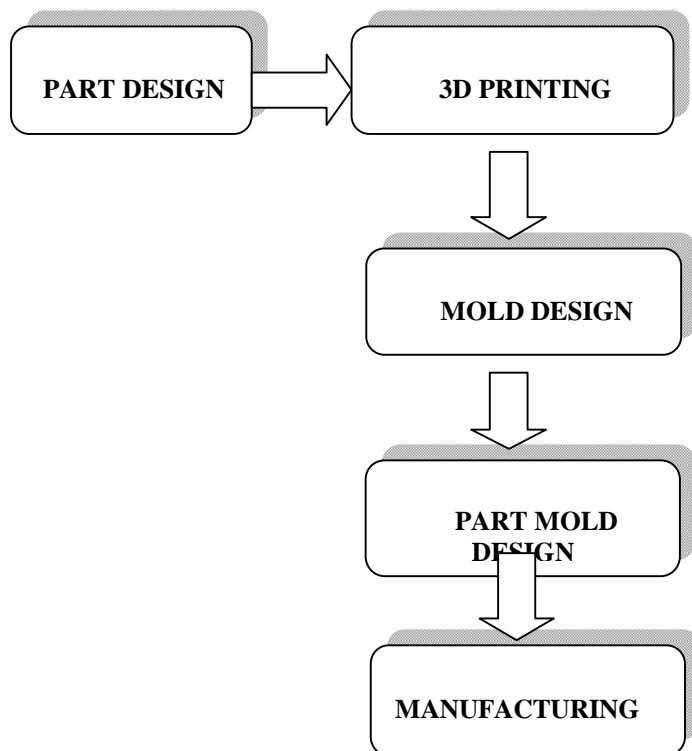 PART DESIGN
3D PRINTING
MOLD DESIGN
PART MOLD
DESIGN
MANUFACTURING